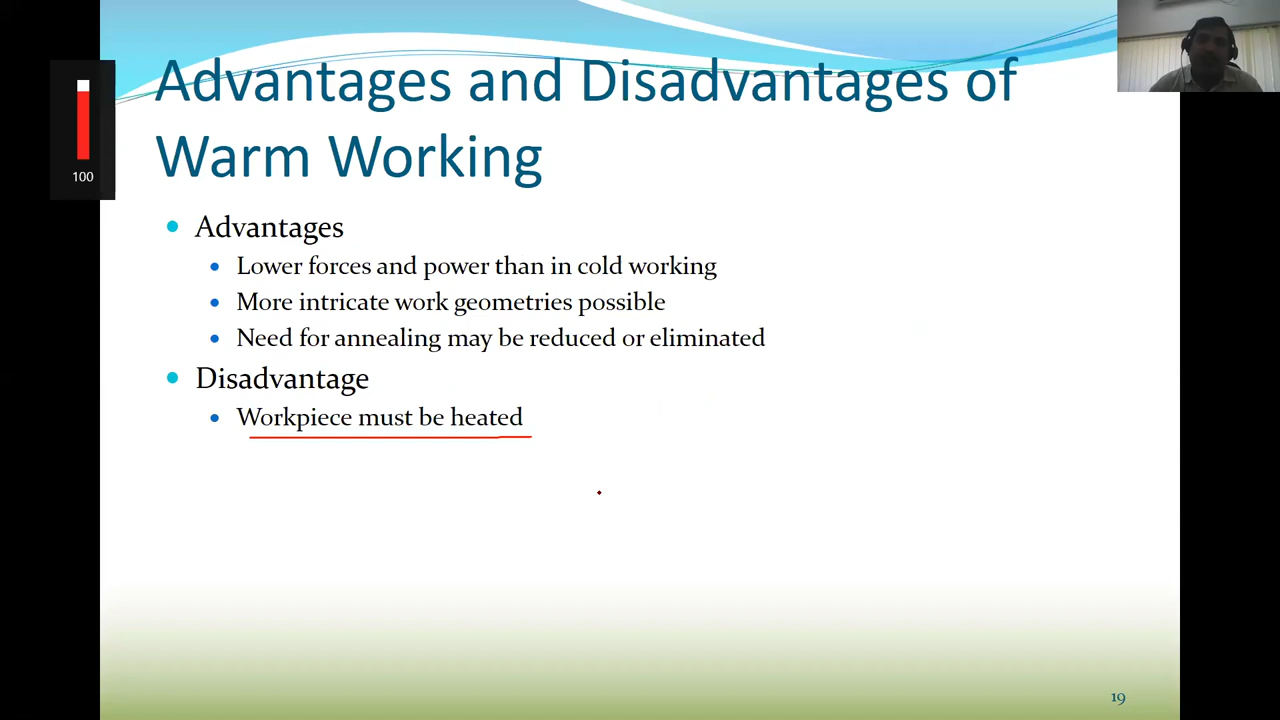 Advantages and Disadvantages of
Warm Working
100
Advantages
Lower forces and power than in cold working
More intricate work geometries possible
Need for annealing may be reduced or eliminated
Disadvantage
Workpiece must be heated
19